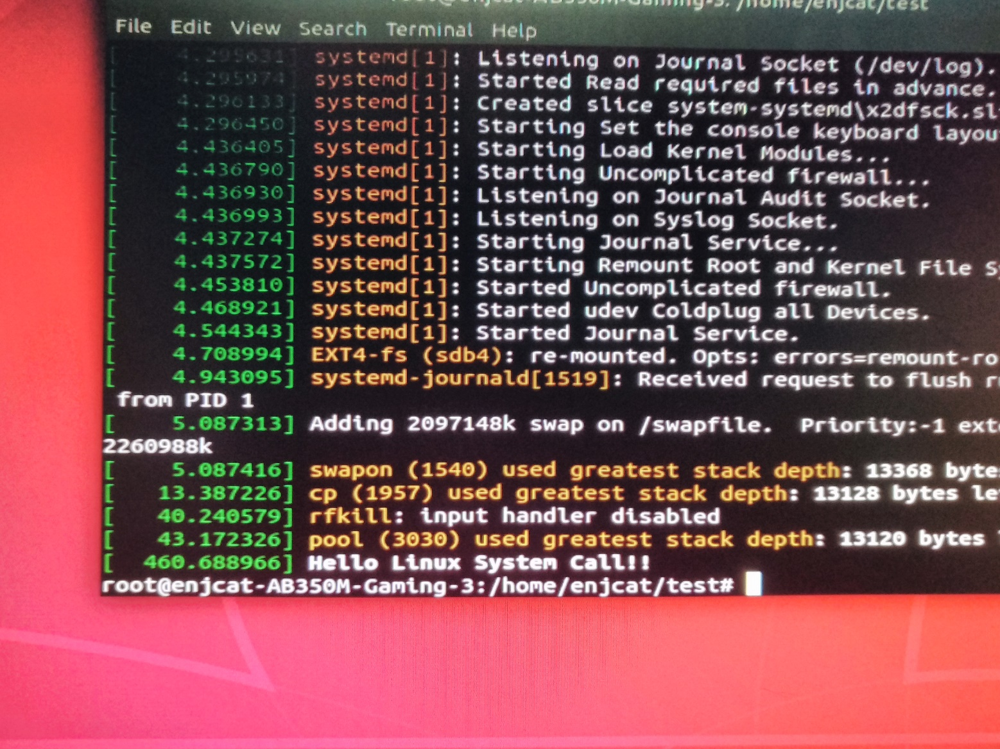 root@enjcat-AB350M-Gaming-3: /home/enjcat/test
File Edit View Search Terminal Help
[ 4.295631] systemd[1]: Listening on Journal Socket (/dev/log).
[ 4.295974] systemd[1]: Started Read required files in advance.
[ 4.296133] systemd[1]: Created slice system-systemd\x2dfsck.sl
[ 4.296450] systemd[1]: Starting Set the console keyboard layou
[ 4.436405] systemd[1]: Starting Load Kernel Modules...
[ 4.436790] systemd[1]: Starting Uncomplicated firewall...
[ 4.436930] systemd[1]: Listening on Journal Audit Socket.
[ 4.436993] systemd[1]: Listening on Syslog Socket.
[ 4.437274] systemd[1]: Starting Journal Service...
[ 4.437572] systemd[1]: Starting Remount Root and Kernel File S
[ 4.453810] systemd[1]: Started Uncomplicated firewall.
[ 4.468921] systemd[1]: Started udev Coldplug all Devices.
[ 4.544343] systemd[1]: Started Journal Service.
[ 4.708994] EXT4-fs (sdb4): re-mounted. Opts: errors=remount-ro
[ 4.943095] systemd-journald[1519]: Received request to flush r
from PID 1
[ 5.087313] Adding 2097148k swap on /swapfile. Priority:-1 ext
2260988k
[ 5.087416] swapon (1540) used greatest stack depth: 13368 byte
[ 13.387226] cp (1957) used greatest stack depth: 13128 bytes le
[ 40.240579] rfkill: input handler disabled
[ 43.172326] pool (3030) used greatest stack depth: 13120 bytes
[ 460.688966] Hello Linux System Call!!
root@enjcat-AB350M-Gaming-3:/home/enjcat/test#